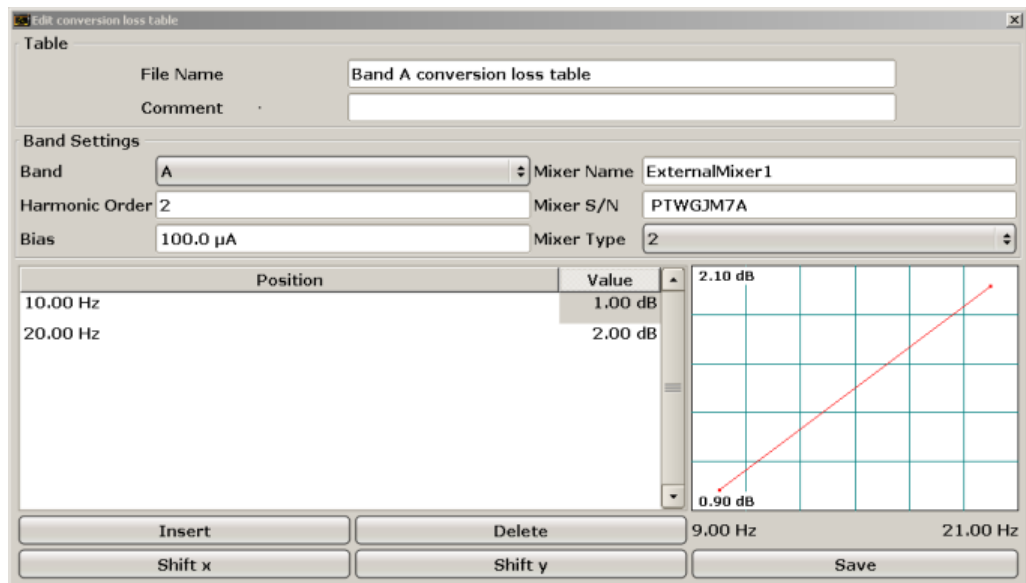 Edit conversion loss table
Table
File Name Band A conversion loss table
Comment
Band Settings
Band A Mixer Name ExternalMixer1
Harmonic Order 2 Mixer S/N PTWGJM7A
Bias 100.0 µA Mixer Type 2
Position Value
10.00 Hz 1.00 dB
20.00 Hz 2.00 dB
2.10 dB
0.90 dB
9.00 Hz 21.00 Hz
Insert Delete
Shift x Shift y Save